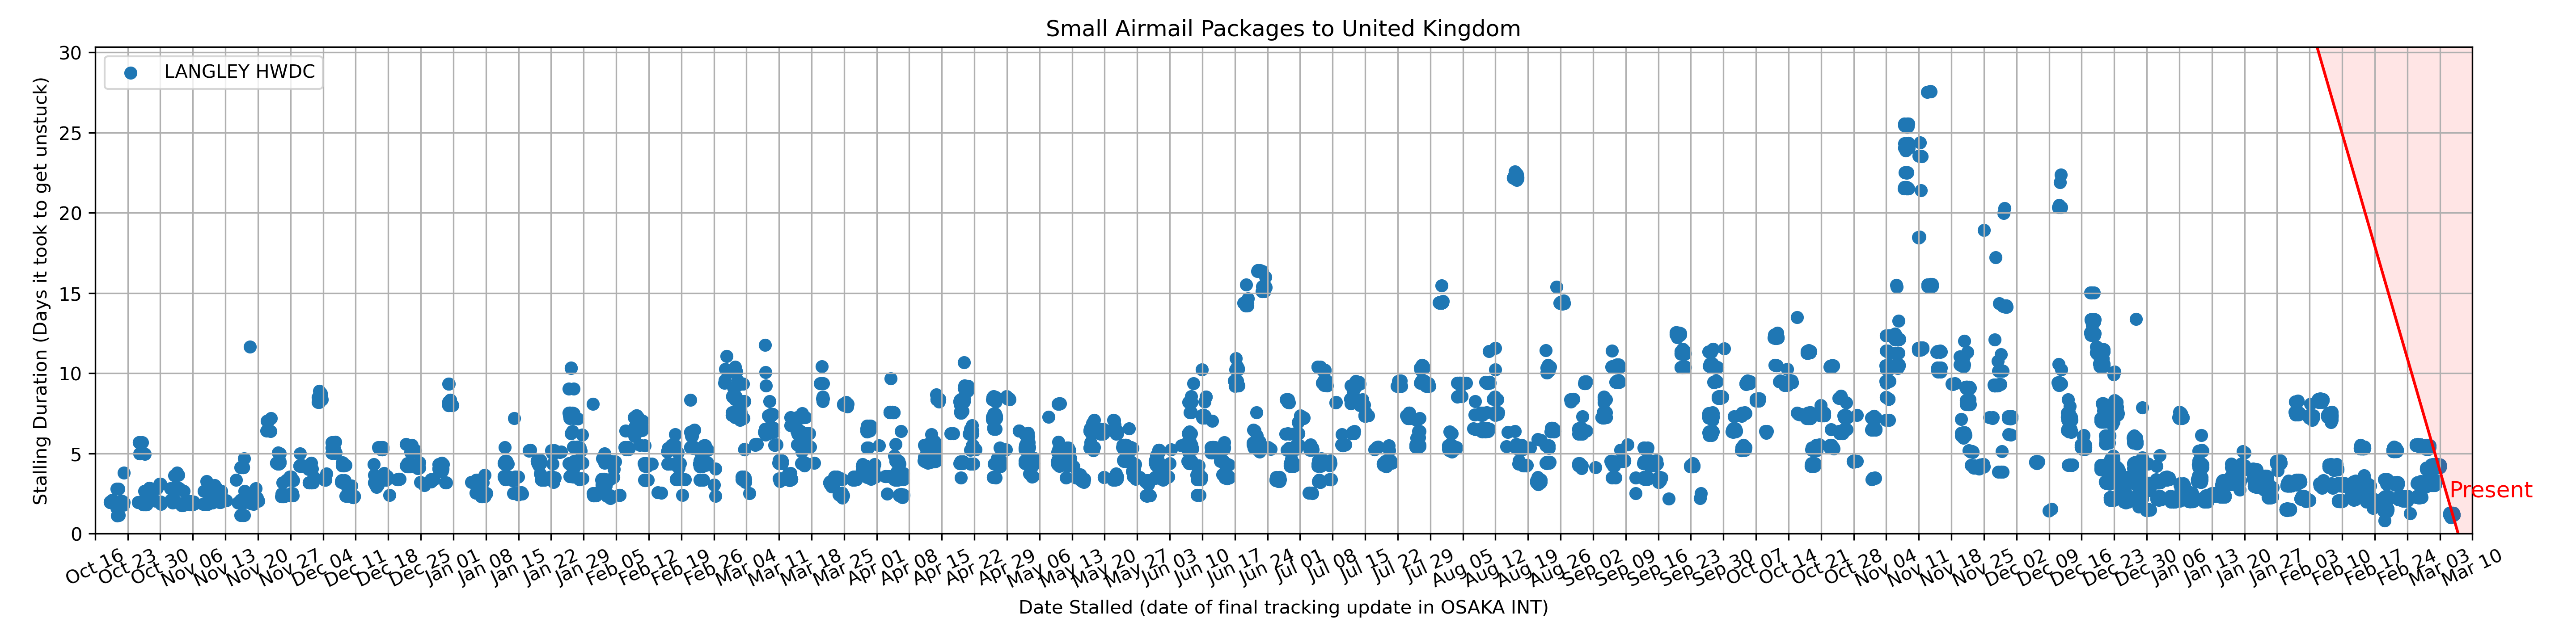 Small Airmail Packages to United Kingdom
LANGLEY HWDC
Stalling Duration (Days it took to get unstuck)
30
25
20
15
10
5
0
Present
Oct 16 Oct 23 Oct 30 Nov 06 Nov 13 Nov 20 Nov 27 Dec 04 Dec 11 Dec 18 Dec 25 Jan 01 Jan 08 Jan 15 Jan 22 Jan 29 Feb 05 Feb 12 Feb 19 Feb 26 Mar 04 Mar 11 Mar 18 Mar 25 Apr 01 Apr 08 Apr 15 Apr 22 Apr 29 May 06 May 13 May 20 May 27 Jun 03 Jun 10 Jun 17 Jun 24 Jul 01 Jul 08 Jul 15 Jul 22 Jul 29 Aug 05 Aug 12 Aug 19 Aug 26 Sep 02 Sep 09 Sep 16 Sep 23 Sep 30 Oct 07 Oct 14 Oct 21 Oct 28 Nov 04 Nov 11 Nov 18 Nov 25 Dec 02 Dec 09 Dec 16 Dec 23 Dec 30 Jan 06 Jan 13 Jan 20 Jan 27 Feb 03 Feb 10 Feb 17 Feb 24 Mar 03 Mar 10
Date Stalled (date of final tracking update in OSAKA INT)